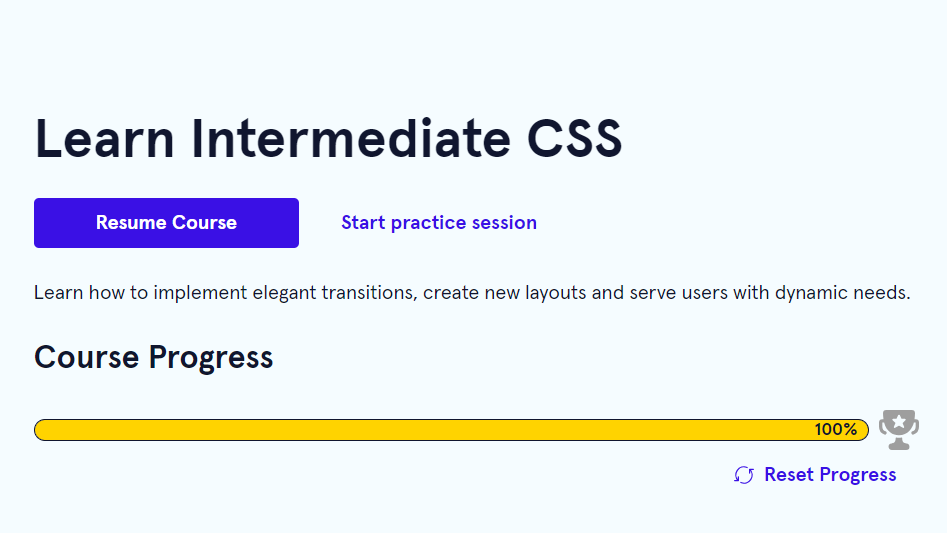 Learn Intermediate CSS
Resume Course
Start practice session
Learn how to implement elegant transitions, create new layouts and serve users with dynamic needs.
Course Progress
100%
Reset Progress